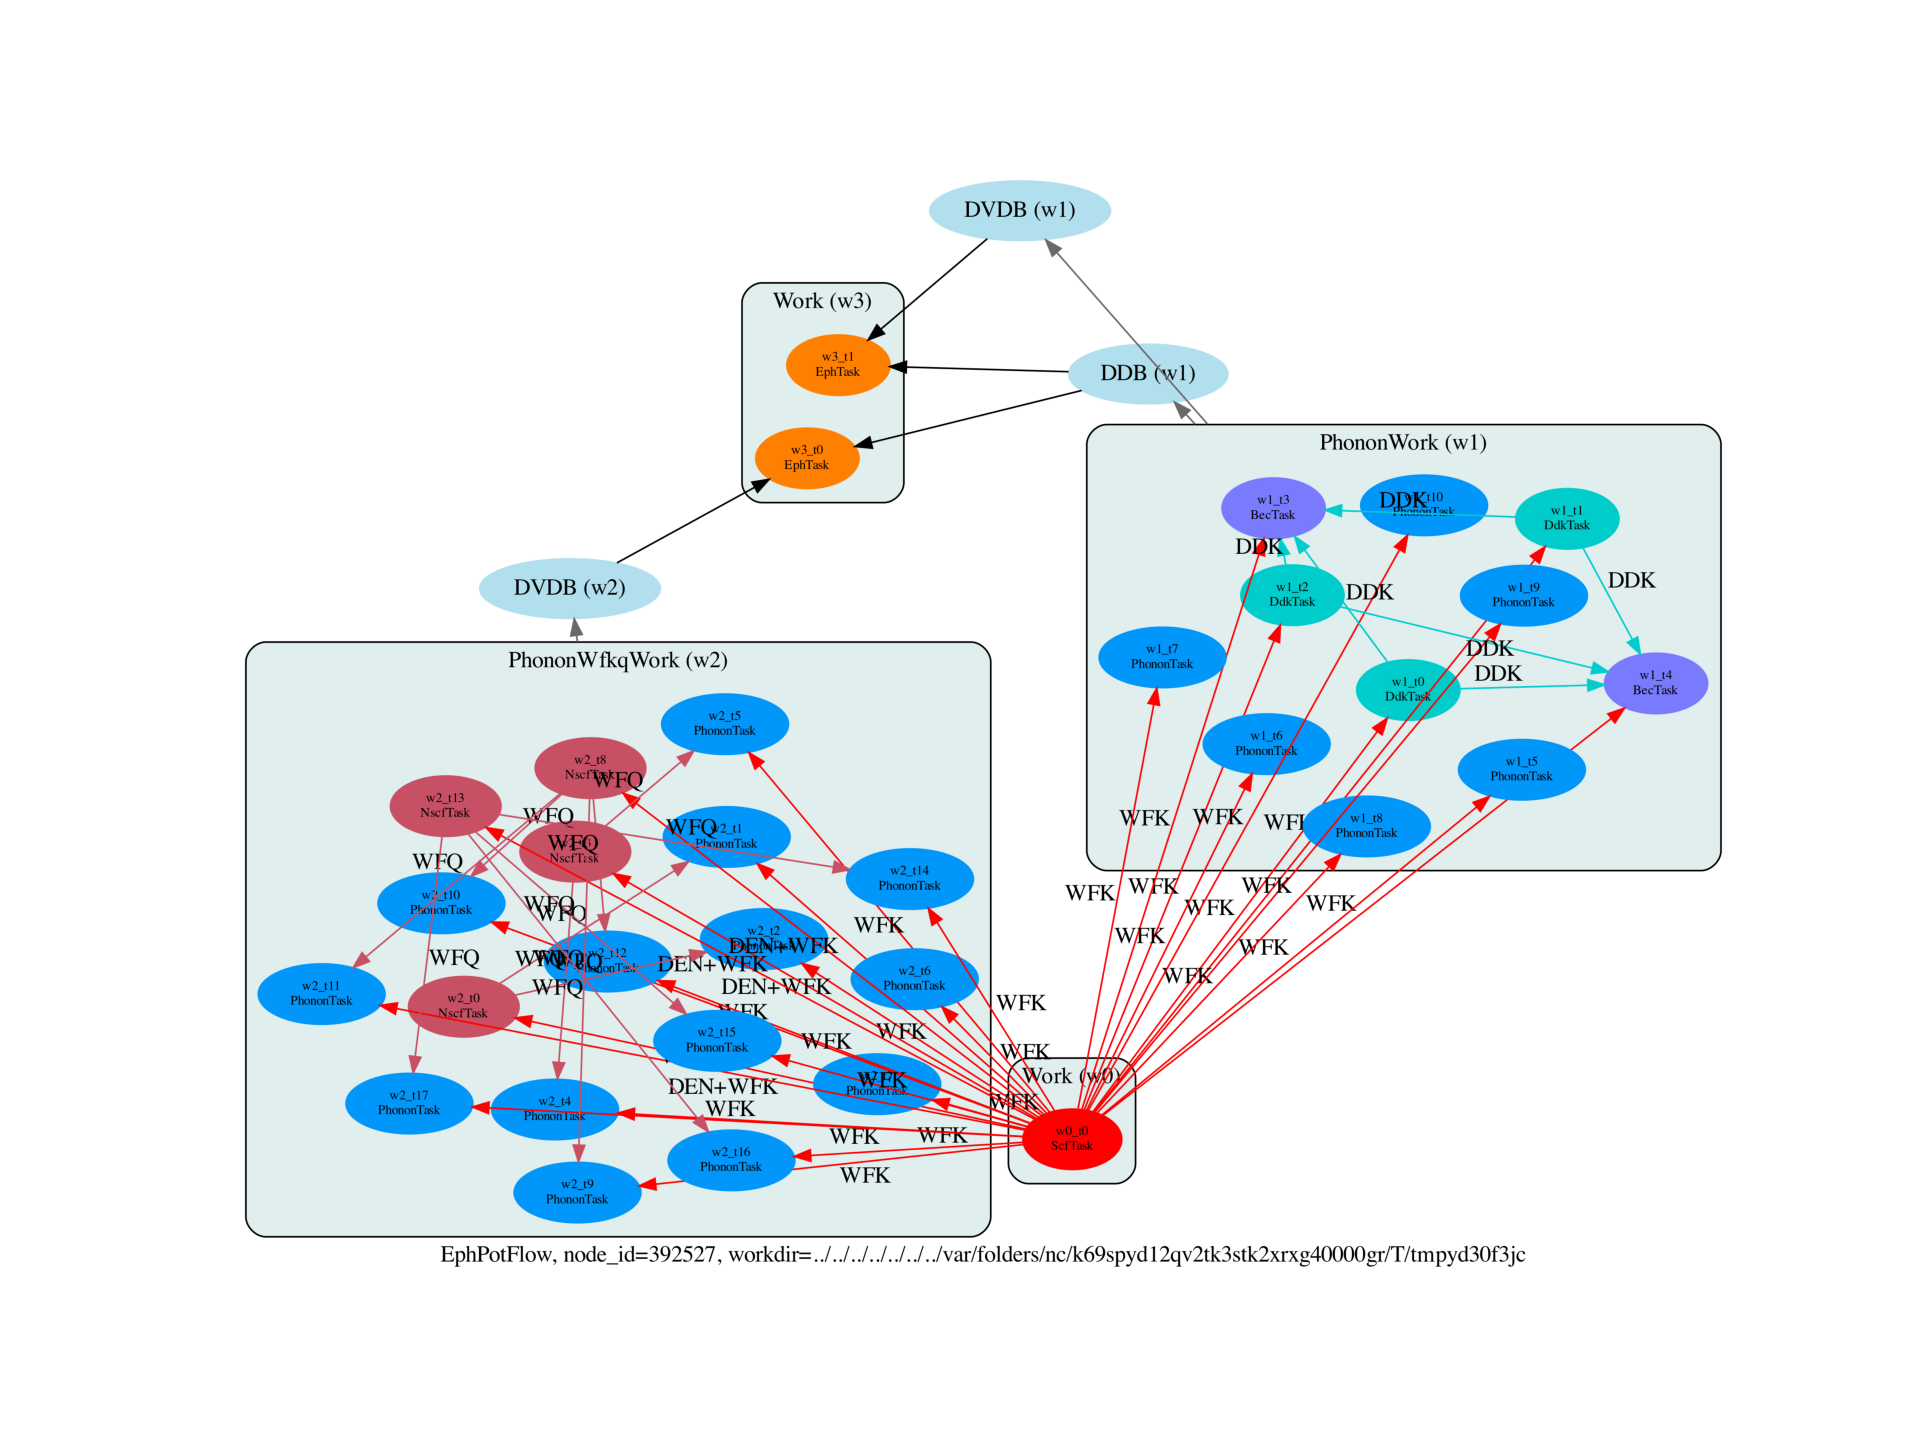 DVDB (w1)
Work (w3)
w3_t1
EphTask
DDB (w1)
w3_t0
EphTask
PhononWork (w1)
w1_t3
BecTask
DDK
t10
PhononTask
w1_t1
DdkTask
DDK
w1_t2
DdkTask
DDK
w1_t9
PhononTask
DDK
DVDB (w2)
w1_t7
PhononTask
DDK
DDK
w1_t0
DdkTask
w1_t4
BecTask
PhononWfkqWork (w2)
w2_t5
PhononTask
w1_t6
PhononTask
w1_t5
PhononTask
w2_t8
NscfTask
WFQ
w2_t13
NscfTask
WFQ
WFQ
w2_t1
PhononTask
WFK
WFK
WFK
w1_t8
PhononTask
WFQ
NscfTask
WFQ
w2_t14
PhononTask
WFK
WFK
WFK
WFK
w2_t10
PhononTask
WFQ
WFQ
WFK
WFK
w2_t2
PhononTask
DEN+WFK
WFK
WFK
WFQ
WFQ
WFQ
w2_t12
PhononTask
DEN+WFK
w2_t6
PhononTask
WFK
w2_t11
PhononTask
WFQ
DEN+WFK
w2_t0
NscfTask
WFK
WFK
w2_t15
PhononTask
WFK
WFK
WFK
Work (w0)
WFK
PhononTask
DEN+WFK
w2_t17
PhononTask
w2_t4
PhononTask
WFK
WFK
w0_t0
ScfTask
WFK
WFK
w2_t16
PhononTask
WFK
w2_t9
PhononTask
EphPotFlow, node_id=392527, workdir=../../../../../../../var/folders/nc/k69spyd12qv2tk3stk2xrxg40000gr/T/tmpyd30f3jc